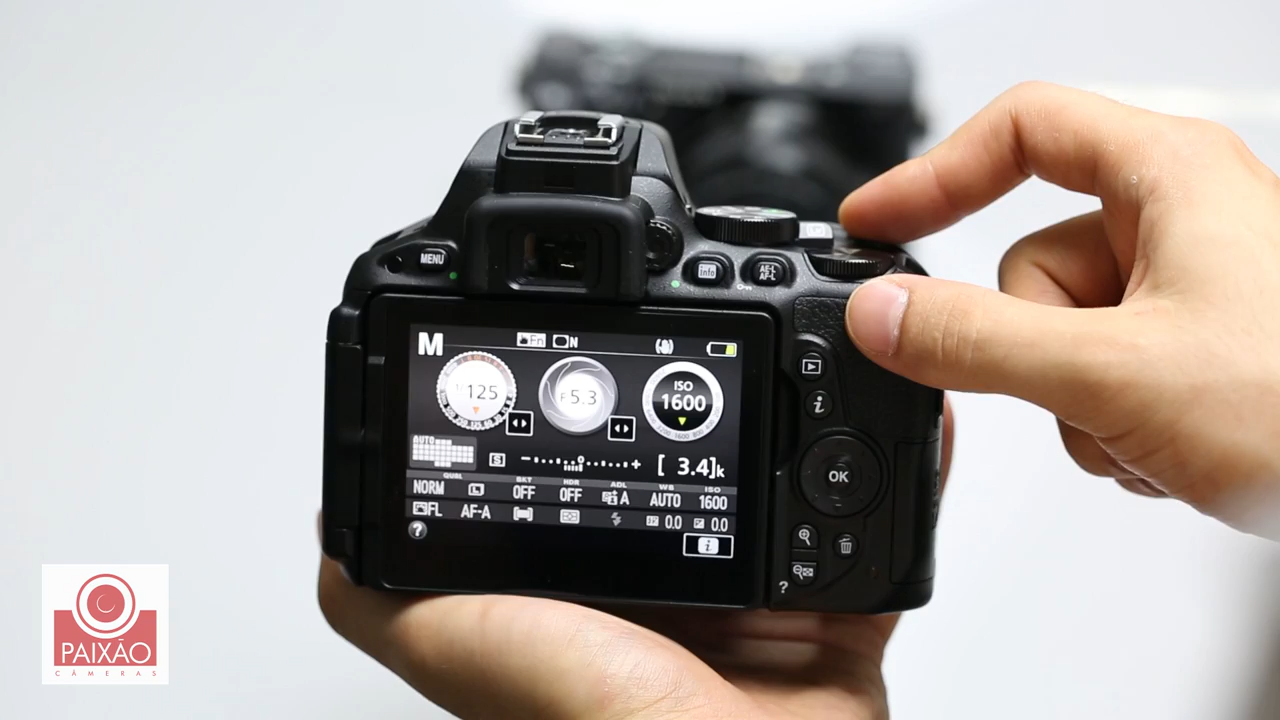 MENU
info
AE-L
AF-L
M
Fn
N
125
F5.3
ISO
1600
AUTO
S
- +
[ 3.4]k
QUAL BKT HDR ADL WB ISO
NORM L OFF OFF A AUTO 1600
FL AF-A 0.0 0.0
?
i
i
OK
?
PAIXÃO
CÂMERAS